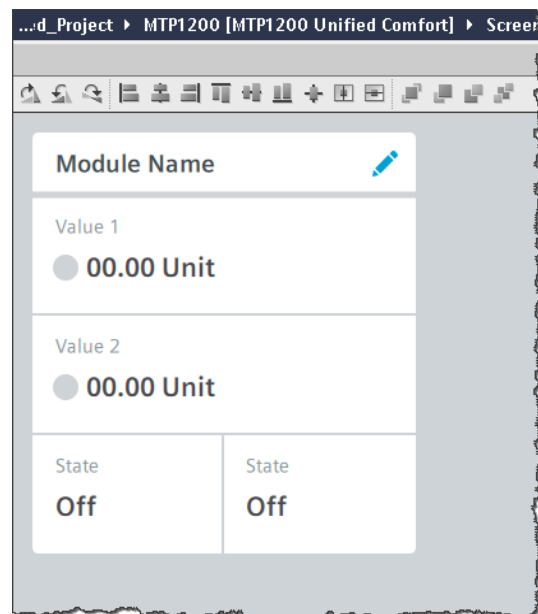 ...:d_Project ▸ MTP1200 [MTP1200 Unified Comfort] ▸ Screen
Module Name
Value 1
00.00 Unit
Value 2
00.00 Unit
State State
Off Off